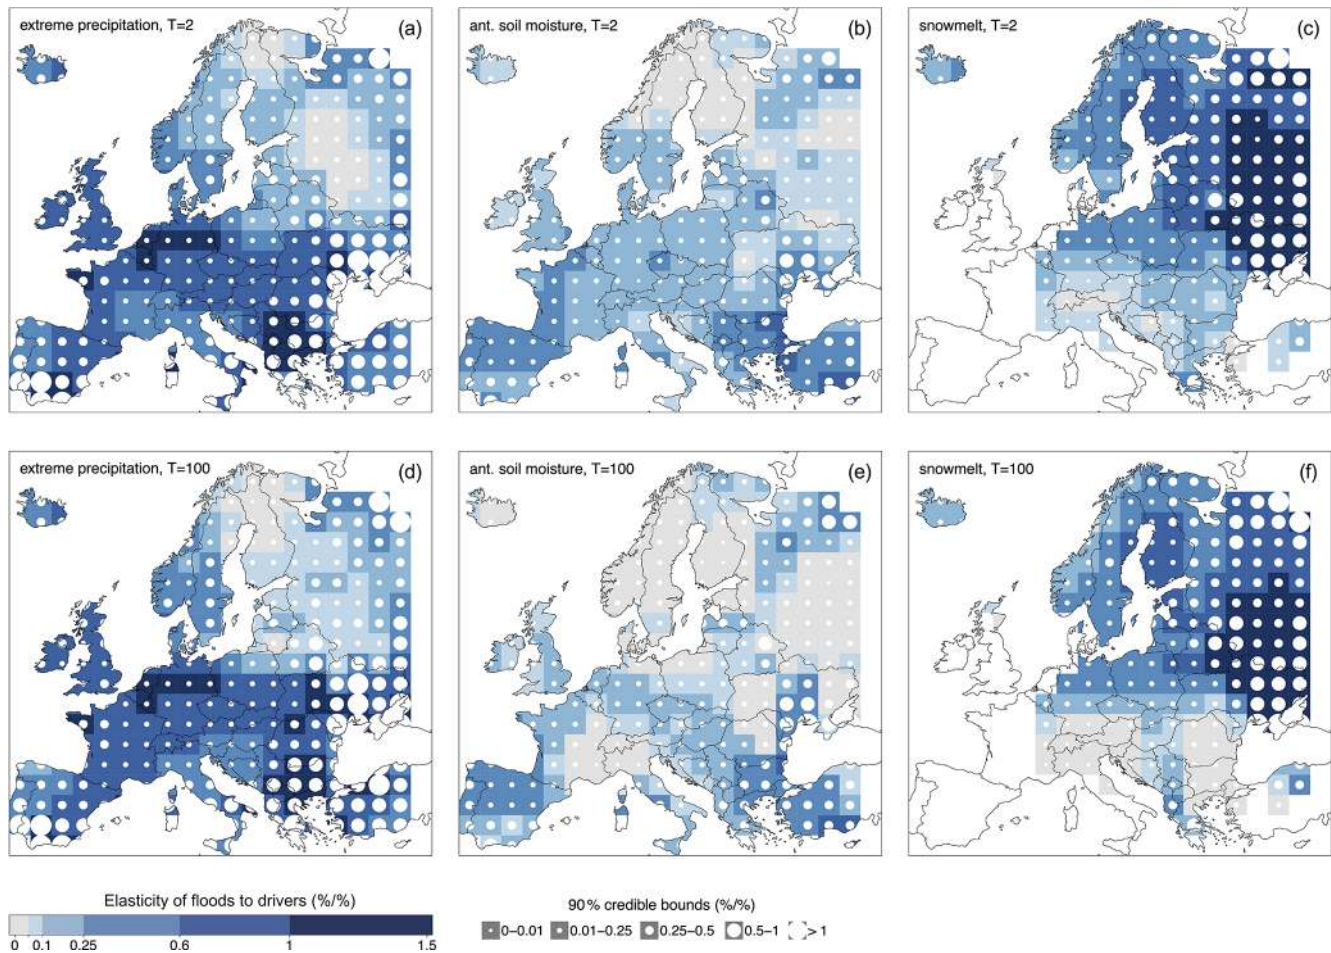 extreme precipitation, T=2 (a)
ant. soil moisture, T=2 (b)
snowmelt, T=2 (c)
extreme precipitation, T=100 (d)
ant. soil moisture, T=100 (e)
snowmelt, T=100 (f)
Elasticity of floods to drivers (%/%)
0 0.1 0.25 0.6 1 1.5
90% credible bounds (%/%)
0–0.01 0.01–0.25 0.25–0.5 0.5–1 > 1